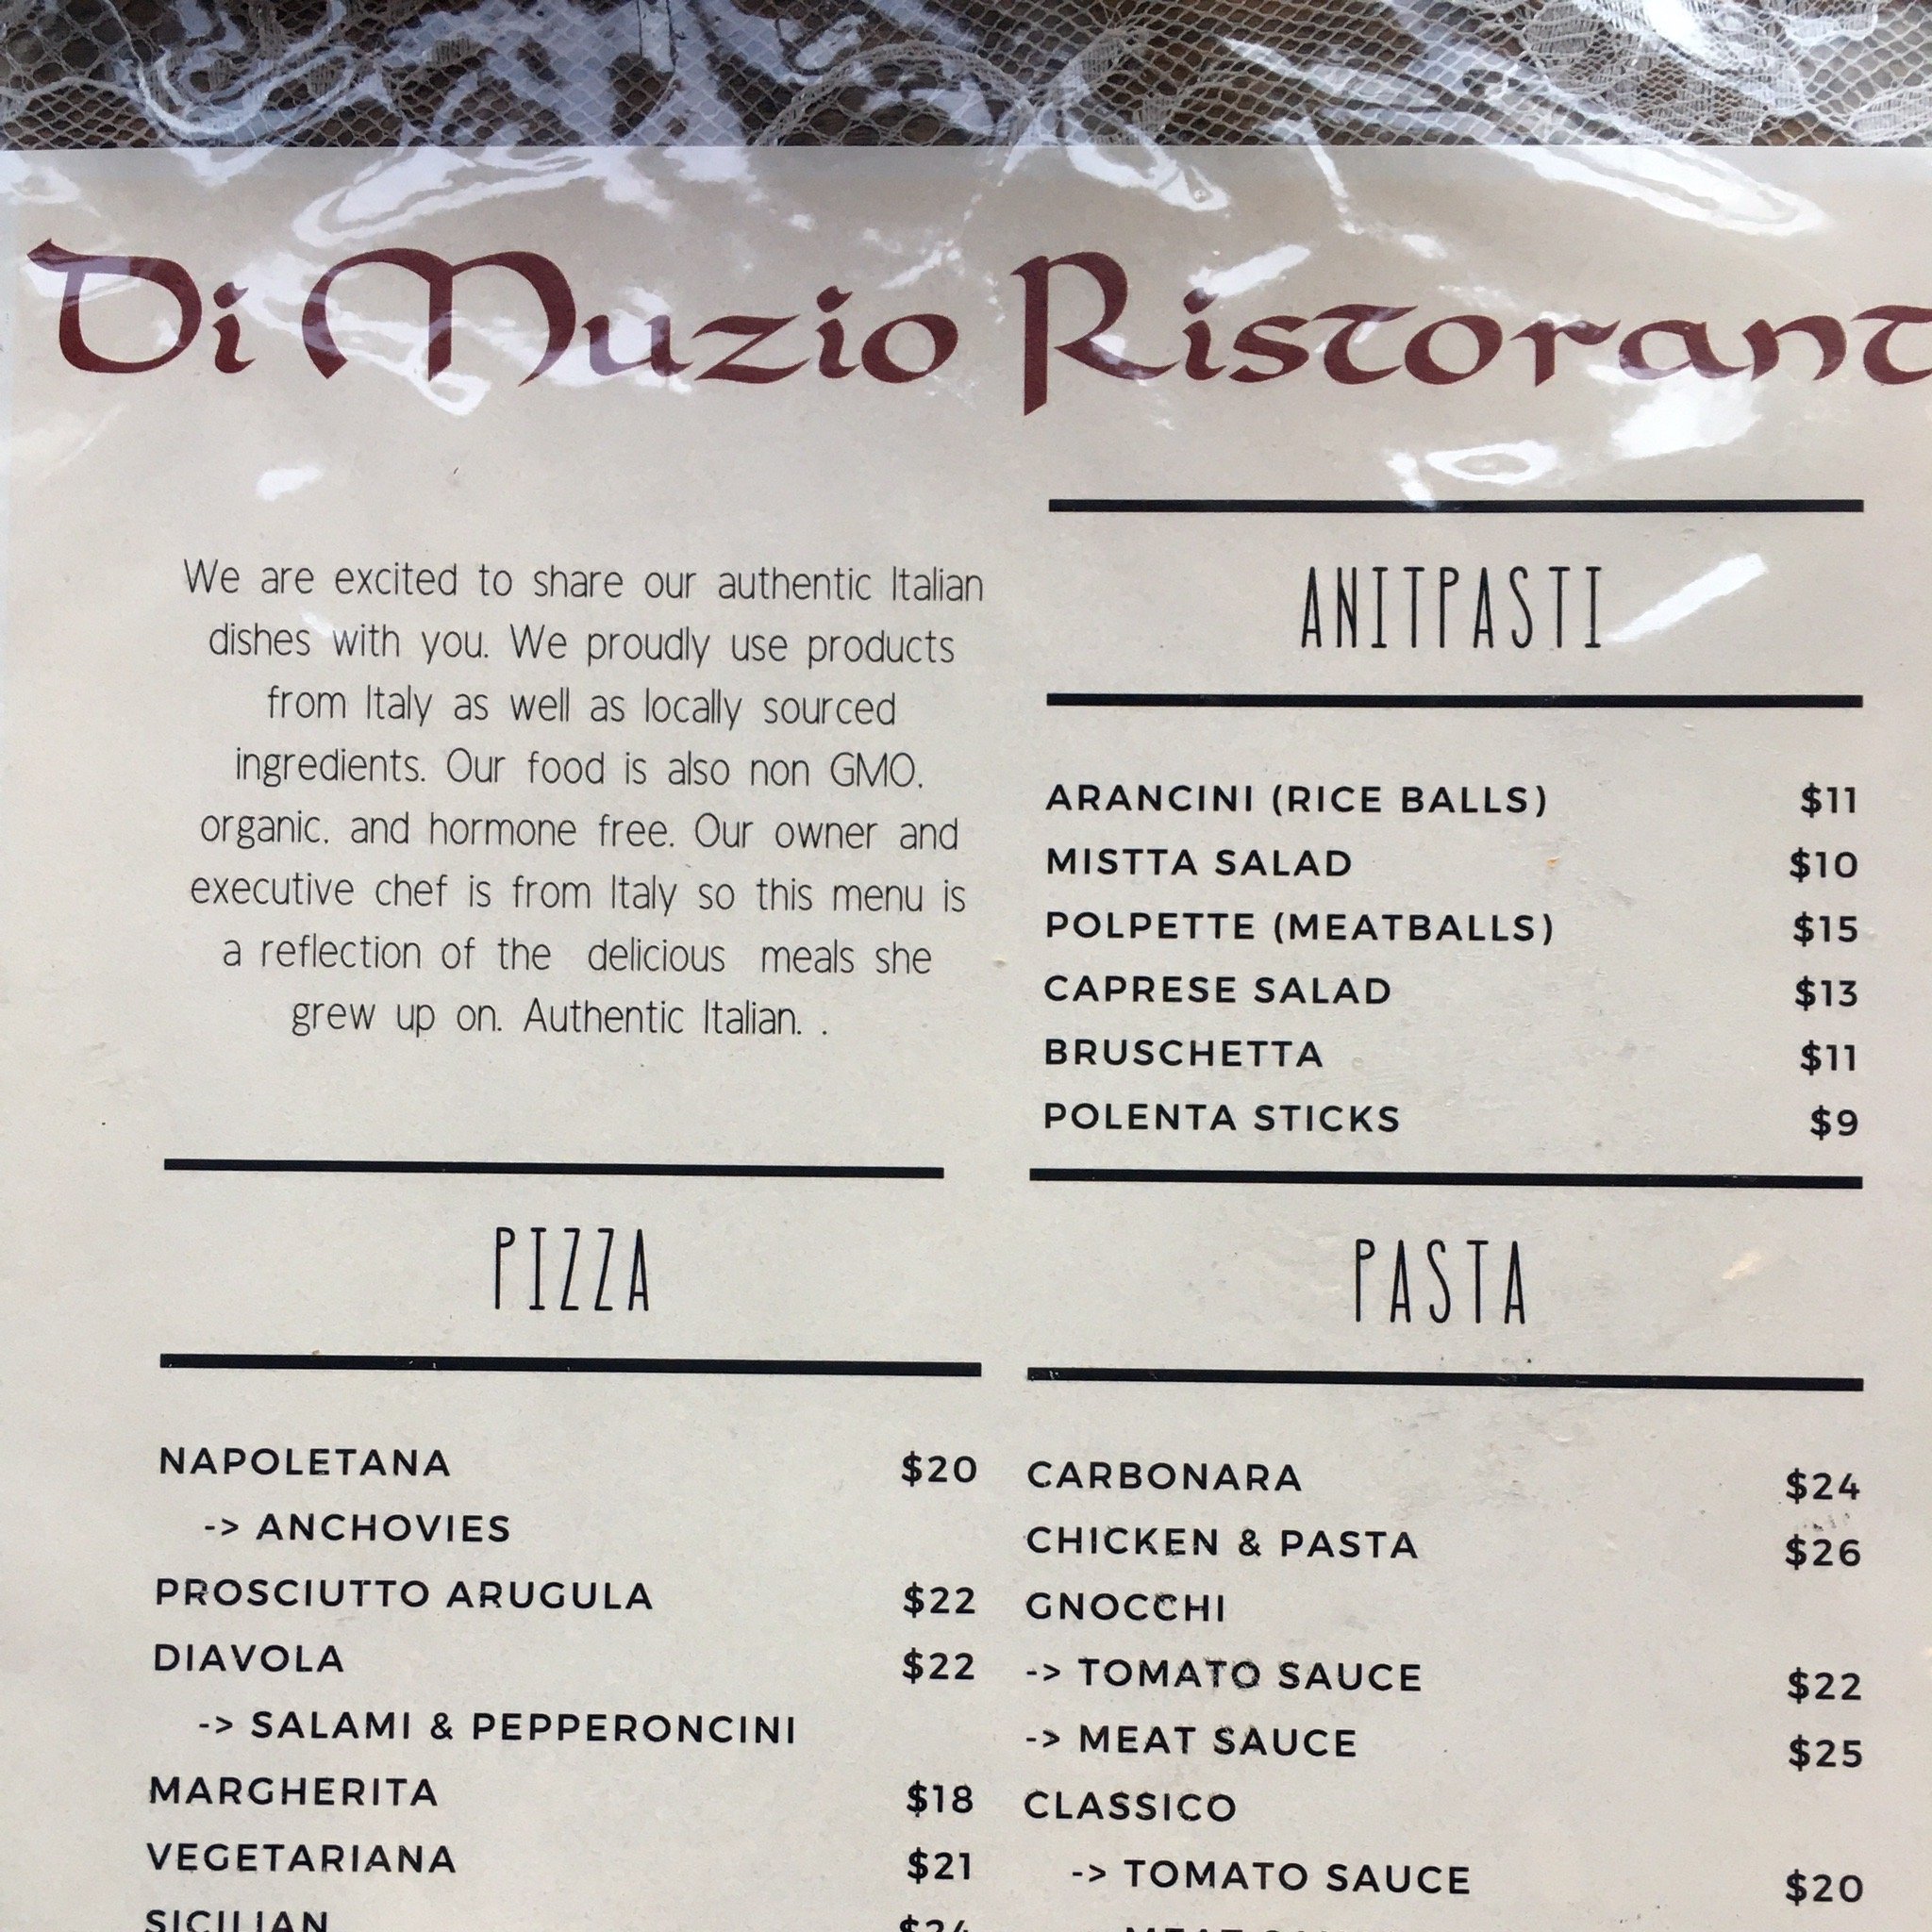 Di Muzio Ristorant
We are excited to share our authentic Italian
dishes with you. We proudly use products
from Italy as well as locally sourced
ingredients. Our food is also non GMO,
organic, and hormone free. Our owner and
executive chef is from Italy so this menu is
a reflection of the delicious meals she
grew up on. Authentic Italian. .
ANITPASTI
ARANCINI (RICE BALLS) $11
MISTTA SALAD $10
POLPETTE (MEATBALLS) $15
CAPRESE SALAD $13
BRUSCHETTA $11
POLENTA STICKS $9
PIZZA
NAPOLETANA $20
-> ANCHOVIES
PROSCIUTTO ARUGULA $22
DIAVOLA $22
-> SALAMI & PEPPERONCINI
MARGHERITA $18
VEGETARIANA $21
SICILIAN $24
PASTA
CARBONARA $24
CHICKEN & PASTA $26
GNOCCHI
-> TOMATO SAUCE $22
-> MEAT SAUCE $25
CLASSICO
-> TOMATO SAUCE $20